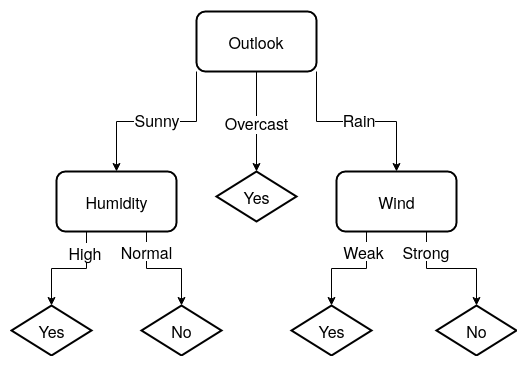 Outlook
Sunny
Overcast
Rain
Humidity
Yes
Wind
High
Normal
Weak
Strong
Yes
No
Yes
No